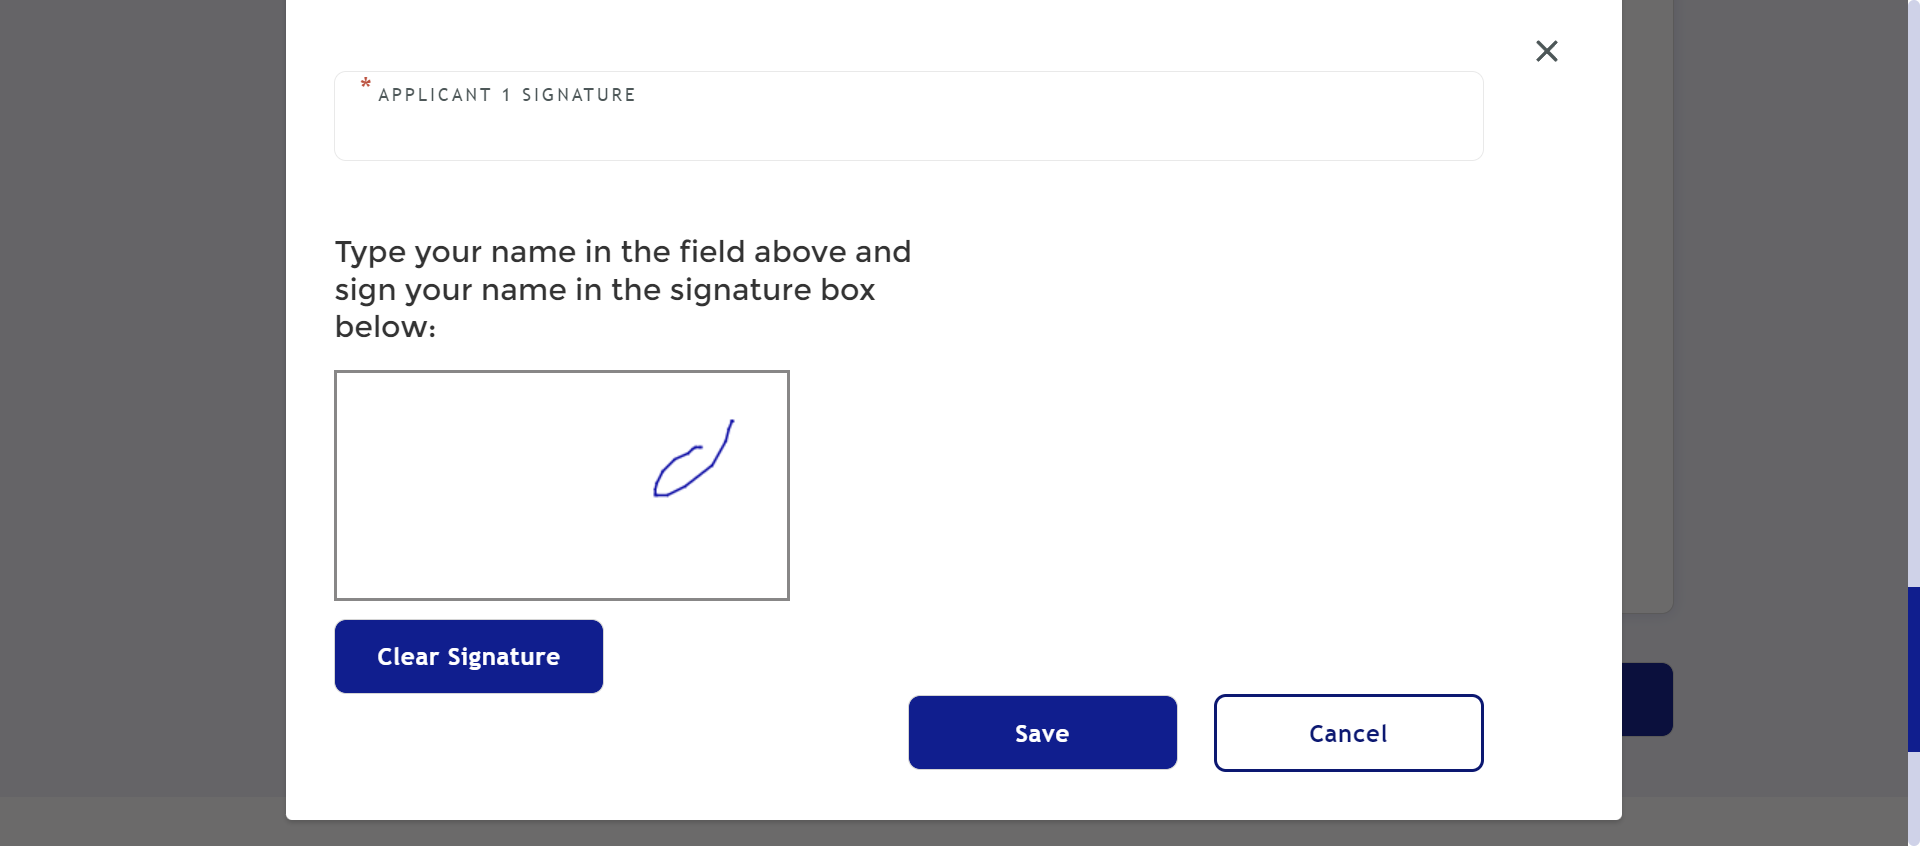 * APPLICANT 1 SIGNATURE
Type your name in the field above and
sign your name in the signature box
below:
Clear Signature
Save
Cancel